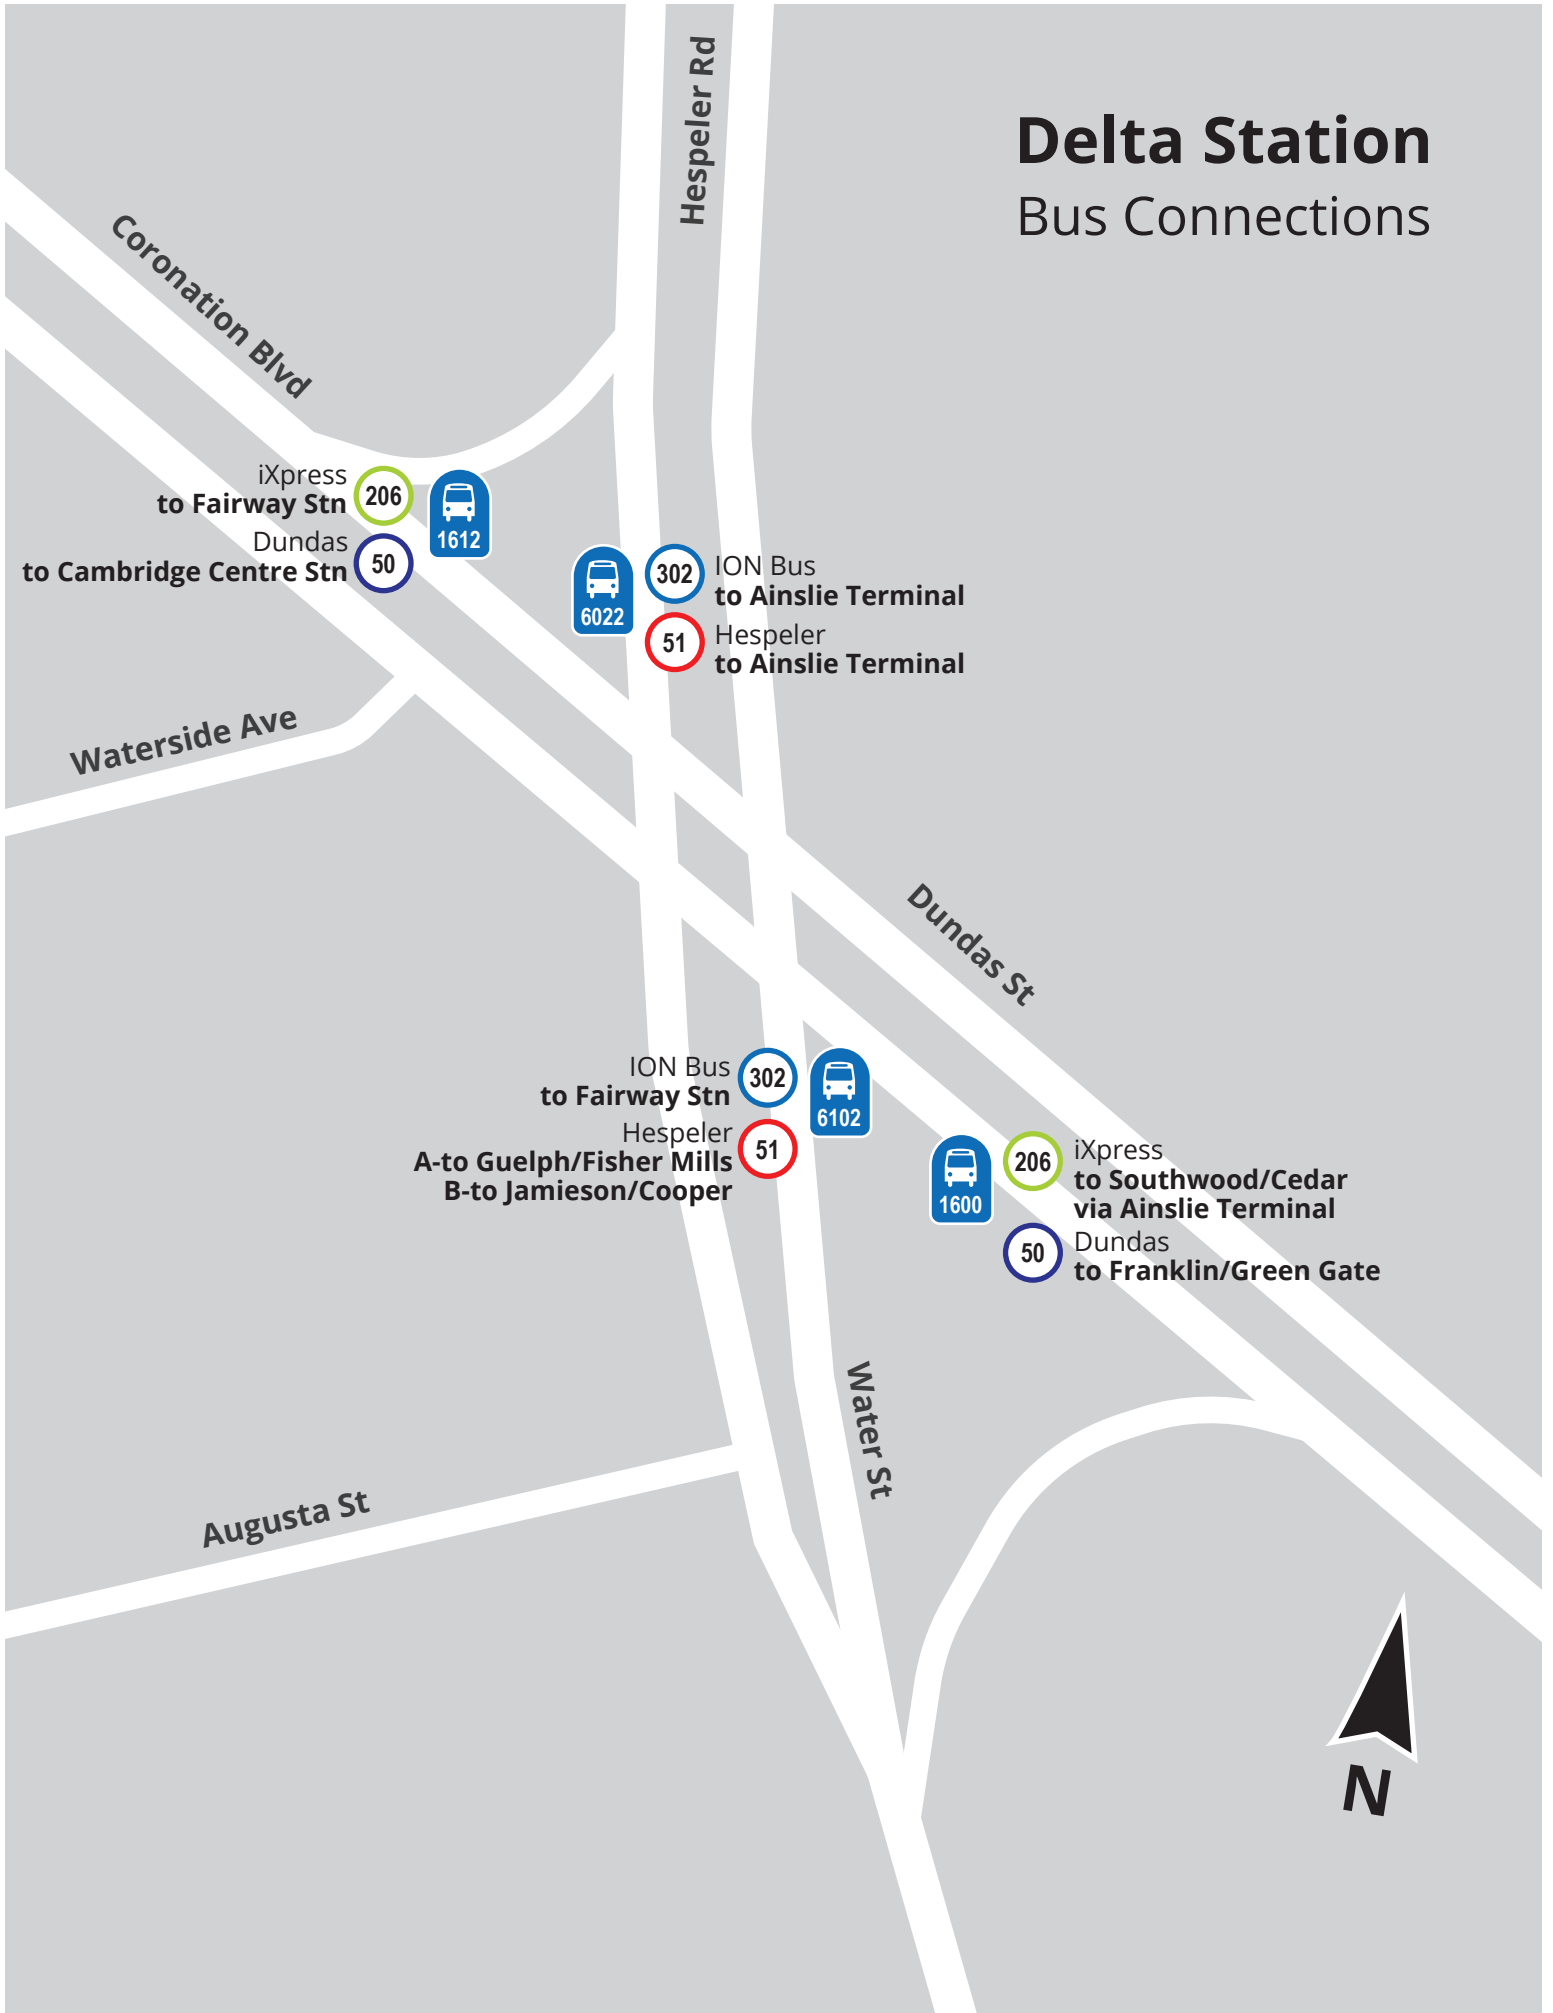 Hespeler Rd
Delta Station
Bus Connections
Coronation Blvd
iXpress
to Fairway Stn
206
Dundas
to Cambridge Centre Stn
50
1612
6022
302
ION Bus
to Ainslie Terminal
51
Hespeler
to Ainslie Terminal
Waterside Ave
Dundas St
ION Bus
to Fairway Stn
302
Hespeler
A-to Guelph/Fisher Mills
B-to Jamieson/Cooper
51
6102
1600
206
iXpress
to Southwood/Cedar
via Ainslie Terminal
50
Dundas
to Franklin/Green Gate
Water St
Augusta St
N